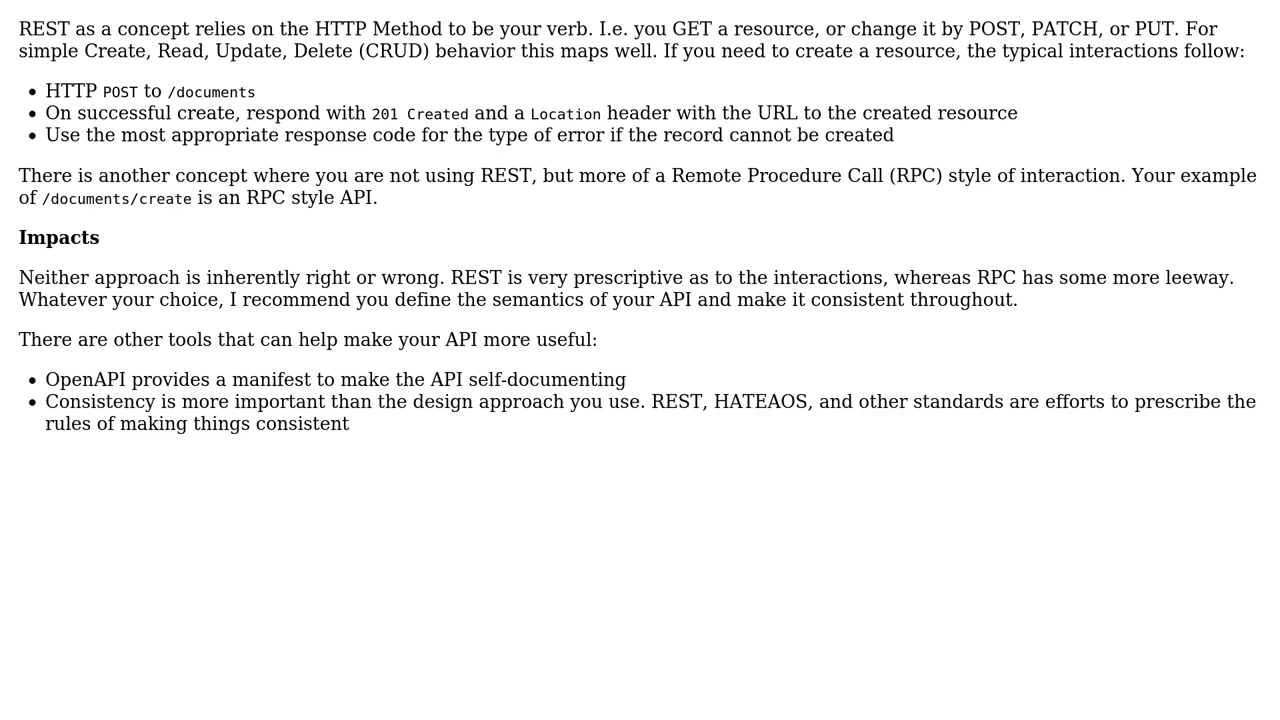 REST as a concept relies on the HTTP Method to be your verb. I.e. you GET a resource, or change it by POST, PATCH, or PUT. For
simple Create, Read, Update, Delete (CRUD) behavior this maps well. If you need to create a resource, the typical interactions follow:
• HTTP POST to /documents
• On successful create, respond with 201 Created and a Location header with the URL to the created resource
• Use the most appropriate response code for the type of error if the record cannot be created
There is another concept where you are not using REST, but more of a Remote Procedure Call (RPC) style of interaction. Your example
of /documents/create is an RPC style API.
Impacts
Neither approach is inherently right or wrong. REST is very prescriptive as to the interactions, whereas RPC has some more leeway.
Whatever your choice, I recommend you define the semantics of your API and make it consistent throughout.
There are other tools that can help make your API more useful:
• OpenAPI provides a manifest to make the API self-documenting
• Consistency is more important than the design approach you use. REST, HATEAOS, and other standards are efforts to prescribe the
rules of making things consistent